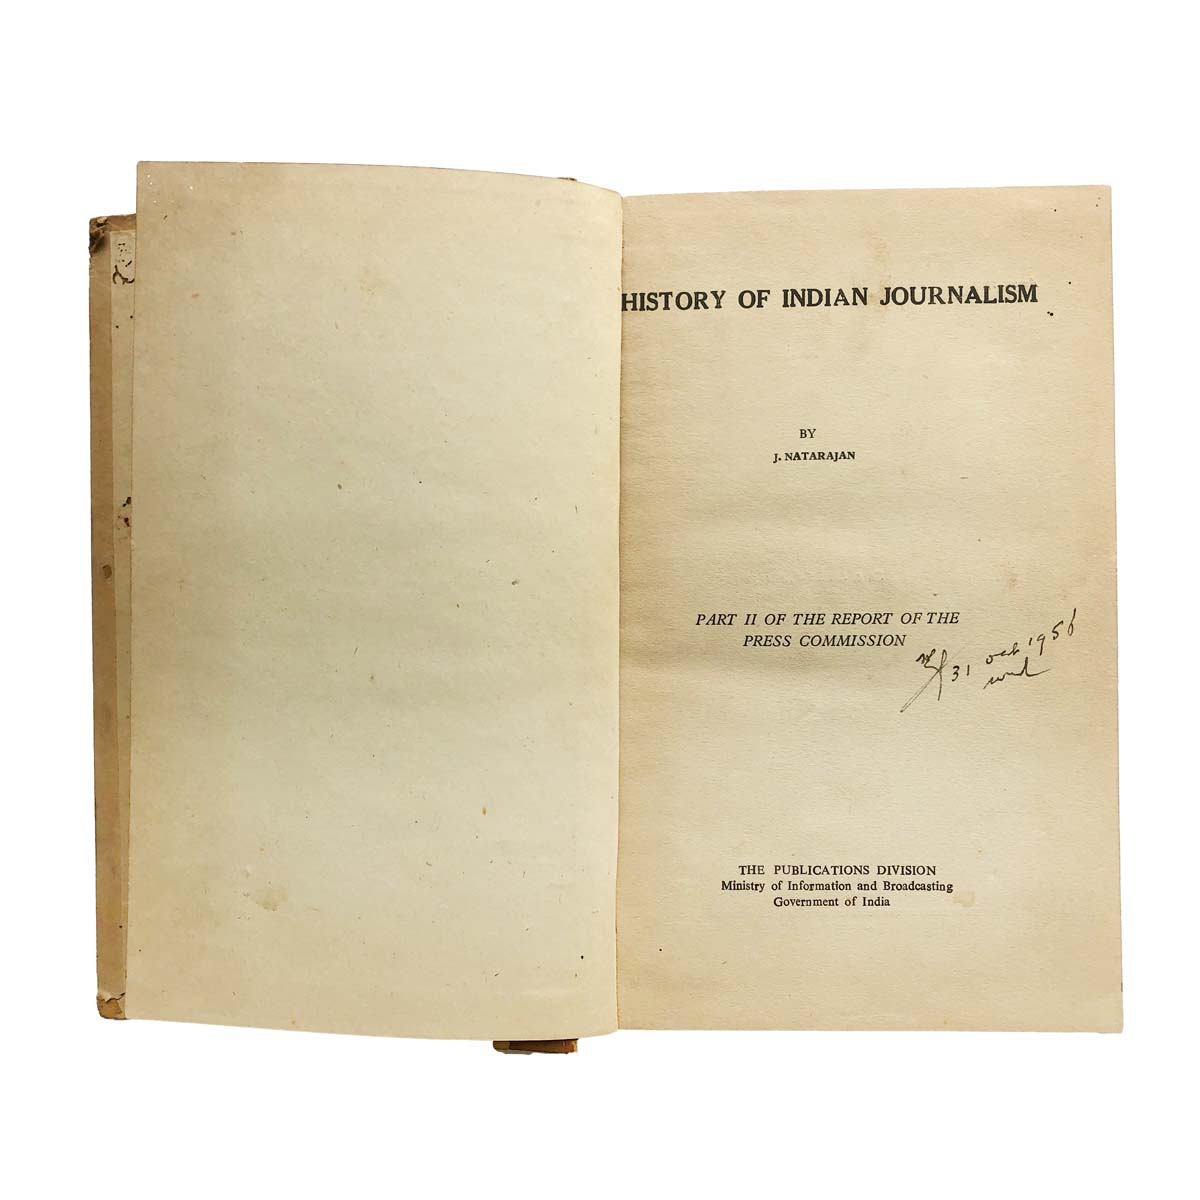 HISTORY OF INDIAN JOURNALISM
BY
J. NATARAJAN
PART II OF THE REPORT OF THE
PRESS COMMISSION
31 Oct 1956
Wed
THE PUBLICATIONS DIVISION
Ministry of Information and Broadcasting
Government of India